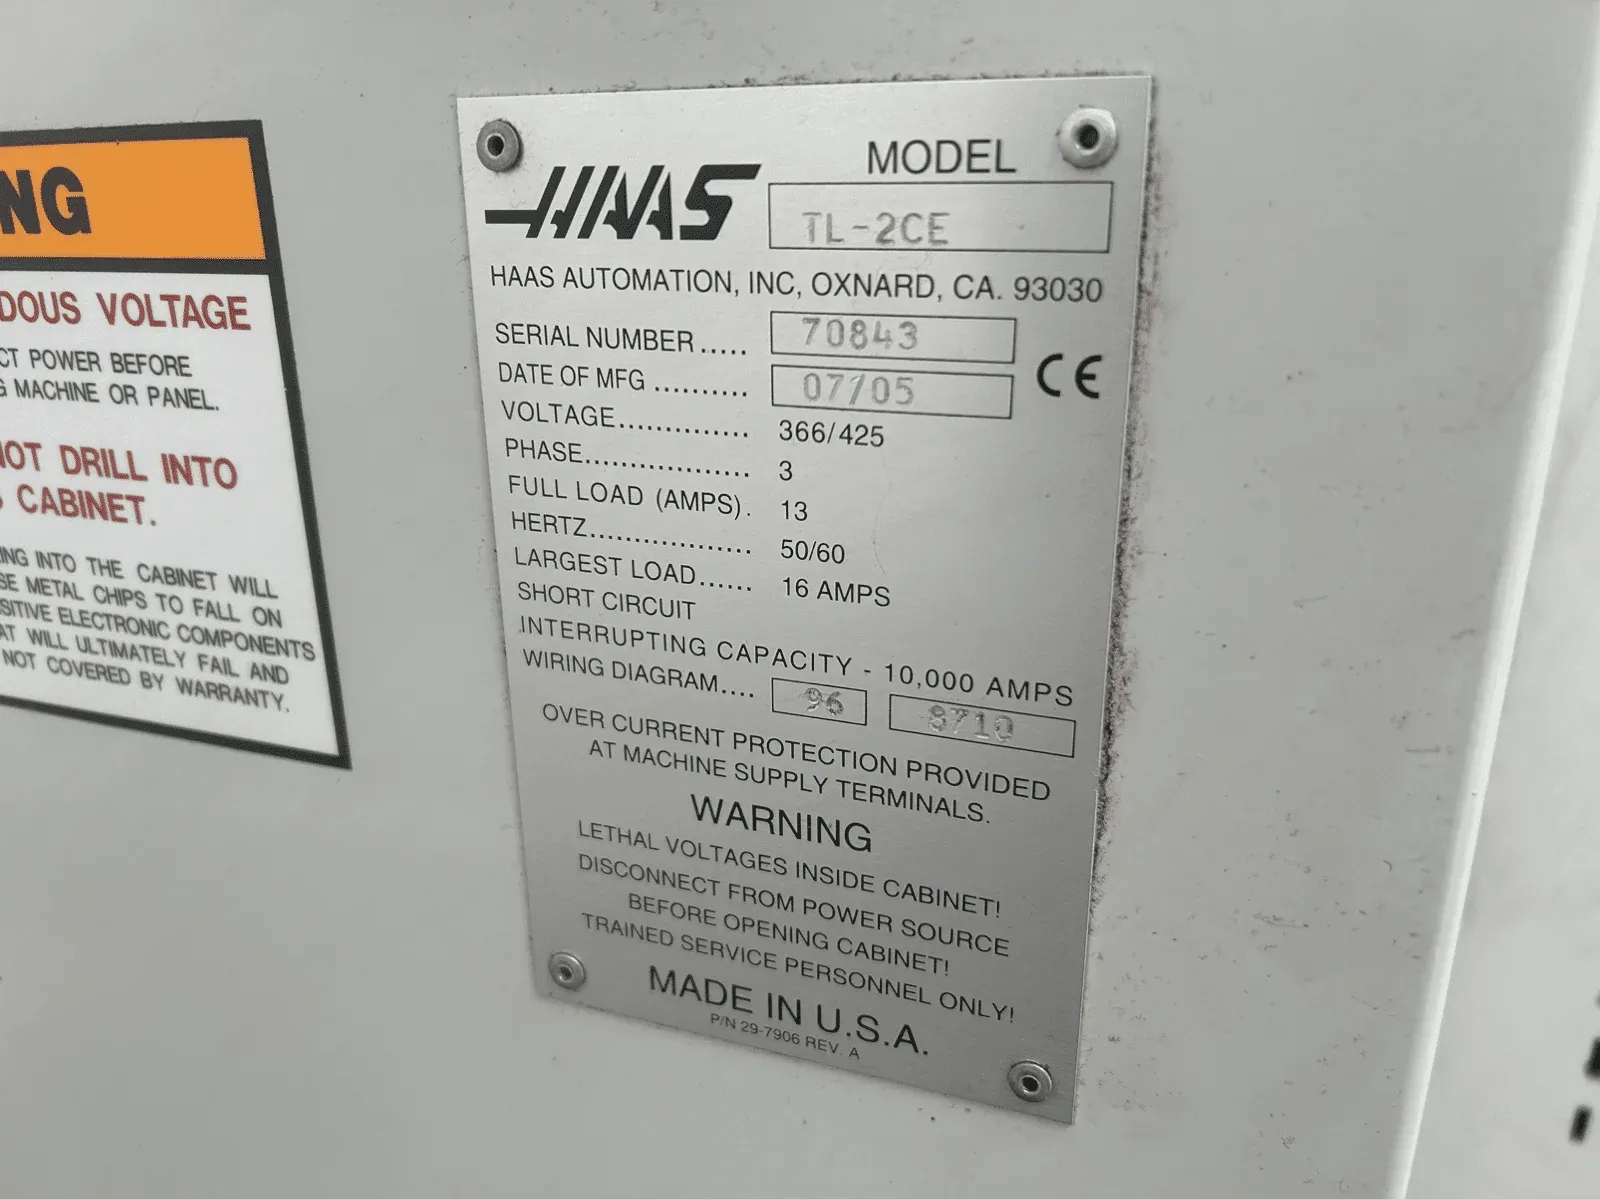 NG
DOUS VOLTAGE
CT POWER BEFORE
G MACHINE OR PANEL.
NOT DRILL INTO
S CABINET.
ING INTO THE CABINET WILL
SE METAL CHIPS TO FALL ON
SITIVE ELECTRONIC COMPONENTS
AT WILL ULTIMATELY FAIL AND
NOT COVERED BY WARRANTY.
HAAS
MODEL
TL-2CE
HAAS AUTOMATION, INC, OXNARD, CA. 93030
SERIAL NUMBER ..... 70843
DATE OF MFG .......... 07/05
CE
VOLTAGE.............. 366/425
PHASE.................. 3
FULL LOAD (AMPS). 13
HERTZ.................. 50/60
LARGEST LOAD...... 16 AMPS
SHORT CIRCUIT
INTERRUPTING CAPACITY - 10,000 AMPS
WIRING DIAGRAM.... 96 8710
OVER CURRENT PROTECTION PROVIDED
AT MACHINE SUPPLY TERMINALS.
WARNING
LETHAL VOLTAGES INSIDE CABINET!
DISCONNECT FROM POWER SOURCE
BEFORE OPENING CABINET!
TRAINED SERVICE PERSONNEL ONLY!
MADE IN U.S.A.
P/N 29-7906 REV. A